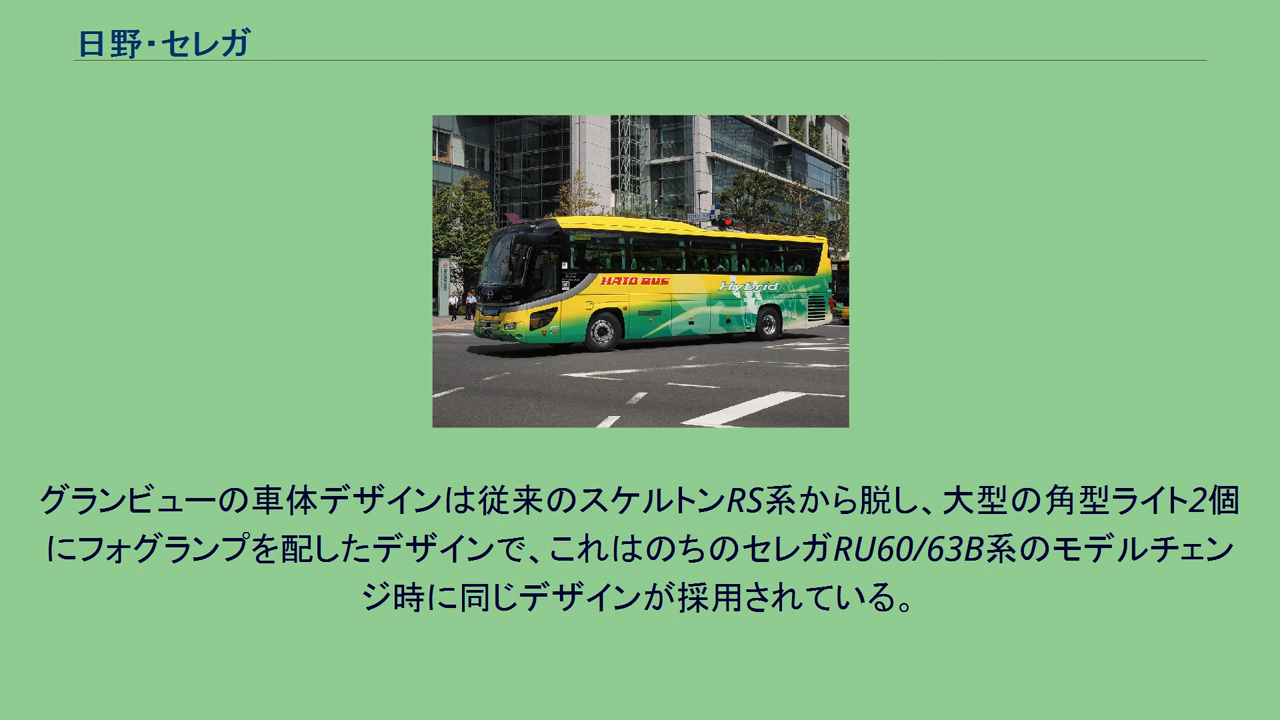 日野・セレガ
HATO BUS
Hybrid
グランビューの車体デザインは従来のスケルトンRS系から脱し、大型の角型ライト2個
にフォグランプを配したデザインで、これはのちのセレガRU60/63B系のモデルチェン
ジ時に同じデザインが採用されている。